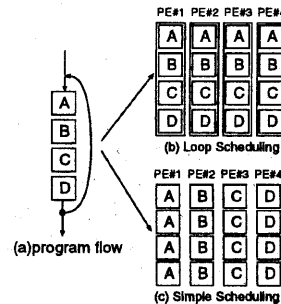 PE#1 PE#2 PE#3 PE#4
A A A A
B B B B
C C C C
D D D D
(b) Loop Scheduling
A
B
C
D
(a)program flow
PE#1 PE#2 PE#3 PE#4
A B C D
A B C D
A B C D
A B C D
(c) Simple Scheduling